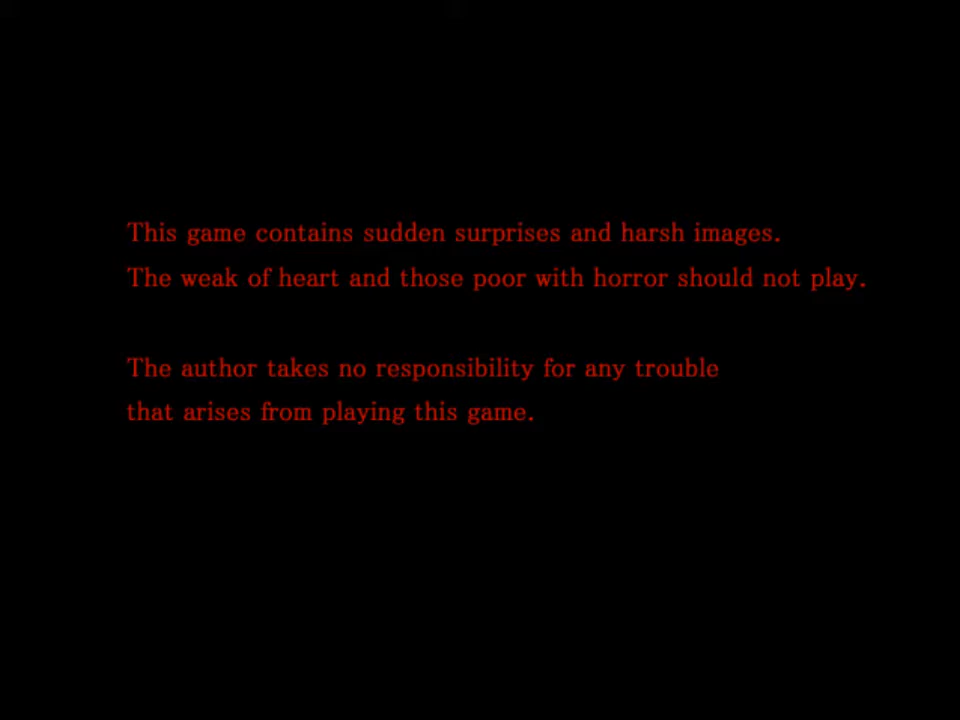 This game contains sudden surprises and harsh images.
The weak of heart and those poor with horror should not play.
The author takes no responsibility for any trouble
that arises from playing this game.